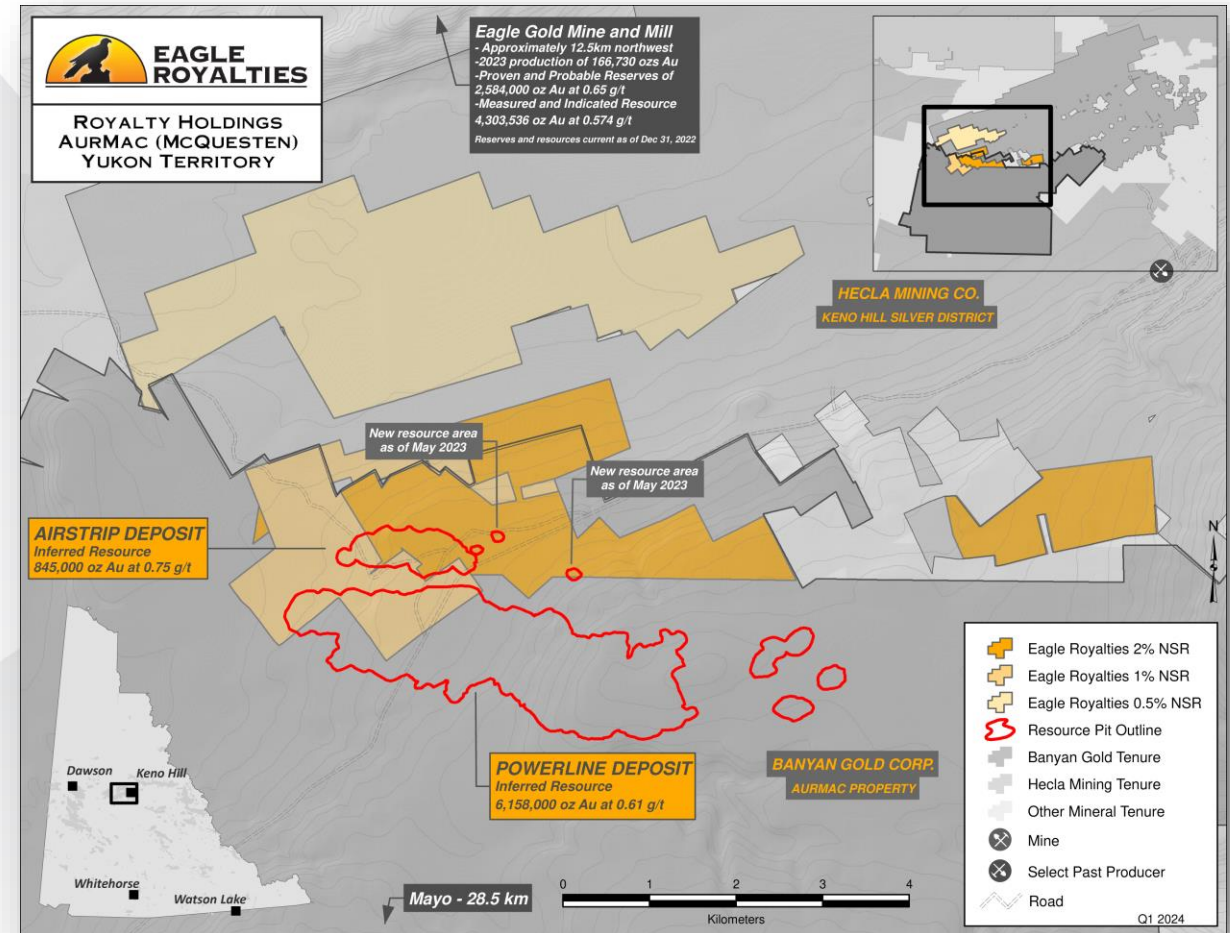 EAGLE
ROYALTIES
ROYALTY HOLDINGS
AURMAC (MCQUESTEN)
YUKON TERRITORY
Eagle Gold Mine and Mill
- Approximately 12.5km northwest
-2023 production of 166,730 ozs Au
-Proven and Probable Reserves of
2,584,000 oz Au at 0.65 g/t
-Measured and Indicated Resource
4,303,536 oz Au at 0.574 g/t
Reserves and resources current as of Dec 31, 2022
HECLA MINING CO.
KENO HILL SILVER DISTRICT
New resource area
as of May 2023
New resource area
as of May 2023
AIRSTRIP DEPOSIT
Inferred Resource
845,000 oz Au at 0.75 g/t
N
POWERLINE DEPOSIT
Inferred Resource
6,158,000 oz Au at 0.61 g/t
BANYAN GOLD CORP.
AURMAC PROPERTY
Dawson
Keno Hill
Whitehorse
Watson Lake
Mayo - 28.5 km
0 1 2 3 4
Kilometers
Eagle Royalties 2% NSR
Eagle Royalties 1% NSR
Eagle Royalties 0.5% NSR
Resource Pit Outline
Banyan Gold Tenure
Hecla Mining Tenure
Other Mineral Tenure
Mine
Select Past Producer
Road
Q1 2024